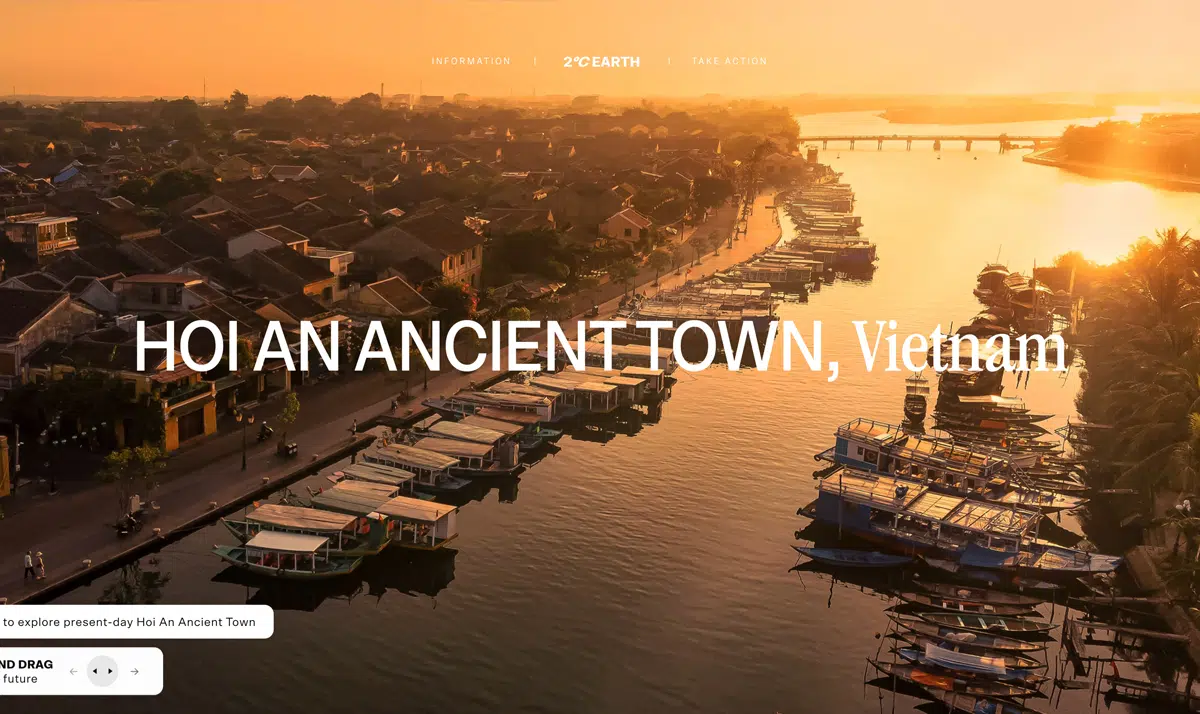 INFORMATION | 2°C EARTH | TAKE ACTION
HOI AN ANCIENT TOWN, Vietnam
to explore present-day Hoi An Ancient Town
ND DRAG
future